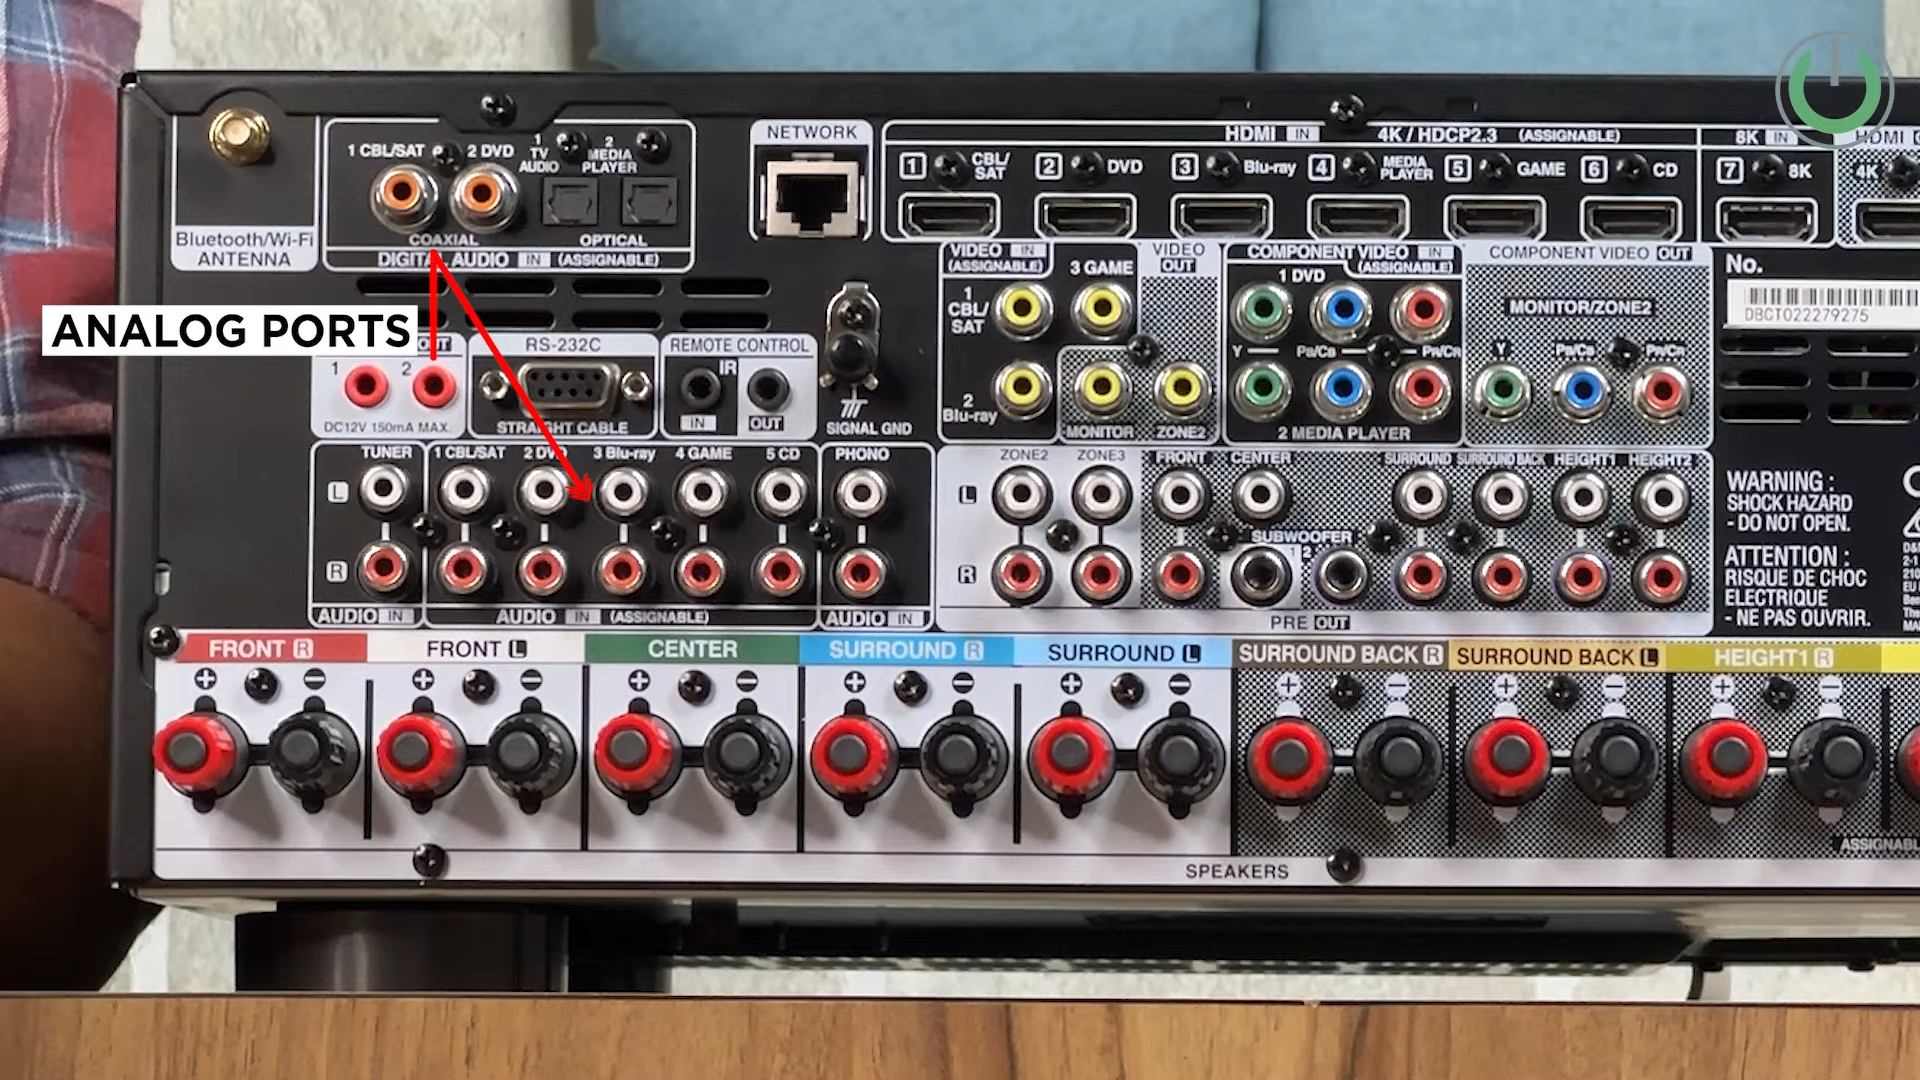 Bluetooth/Wi-Fi
ANTENNA
1 CBL/SAT
2 DVD
1
TV
AUDIO
2
MEDIA
PLAYER
COAXIAL
OPTICAL
DIGITAL AUDIO IN (ASSIGNABLE)
NETWORK
HDMI IN 4K / HDCP2.3 (ASSIGNABLE)
8K IN
HDMI
1 CBL/
SAT
2 DVD
3 Blu-ray
4 MEDIA
PLAYER
5 GAME
6 CD
7 8K
4K
ANALOG PORTS
OUT
1
2
DC12V 150mA MAX.
RS-232C
STRAIGHT CABLE
REMOTE CONTROL
IR
IN
OUT
SIGNAL GND
VIDEO IN
(ASSIGNABLE)
3 GAME
1
CBL/
SAT
2
Blu-ray
VIDEO
OUT
MONITOR
ZONE2
COMPONENT VIDEO IN
(ASSIGNABLE)
1 DVD
Y
PB/CB
PR/CR
2 MEDIA PLAYER
COMPONENT VIDEO OUT
MONITOR/ZONE2
Y
PB/CB
PR/CR
No.
DBCT022279275
TUNER
1 CBL/SAT
2 DVD
3 Blu-ray
4 GAME
5 CD
PHONO
L
R
AUDIO IN
AUDIO IN (ASSIGNABLE)
AUDIO IN
ZONE2
ZONE3
FRONT
CENTER
SURROUND
SURROUND BACK
HEIGHT1
HEIGHT2
L
SUBWOOFER
1
2
R
PRE OUT
WARNING :
SHOCK HAZARD
- DO NOT OPEN.
ATTENTION :
RISQUE DE CHOC
ELECTRIQUE
- NE PAS OUVRIR.
FRONT R
FRONT L
CENTER
SURROUND R
SURROUND L
SURROUND BACK R
SURROUND BACK L
HEIGHT1 R
+ − + − + − + − + − + − + − + −
ASSIGNABL
SPEAKERS